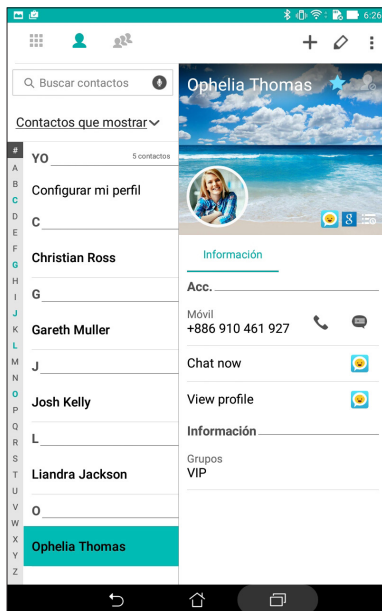 6:26
Buscar contactos
Contactos que mostrar
#
A
B
C
D
E
F
G
H
I
J
K
L
M
N
O
P
Q
R
S
T
U
V
W
X
Y
Z
YO
5 contactos
Configurar mi perfil
C
Christian Ross
G
Gareth Muller
J
Josh Kelly
L
Liandra Jackson
O
Ophelia Thomas
Ophelia Thomas
8
Información
Acc.
Móvil
+886 910 461 927
Chat now
View profile
Información
Grupos
VIP